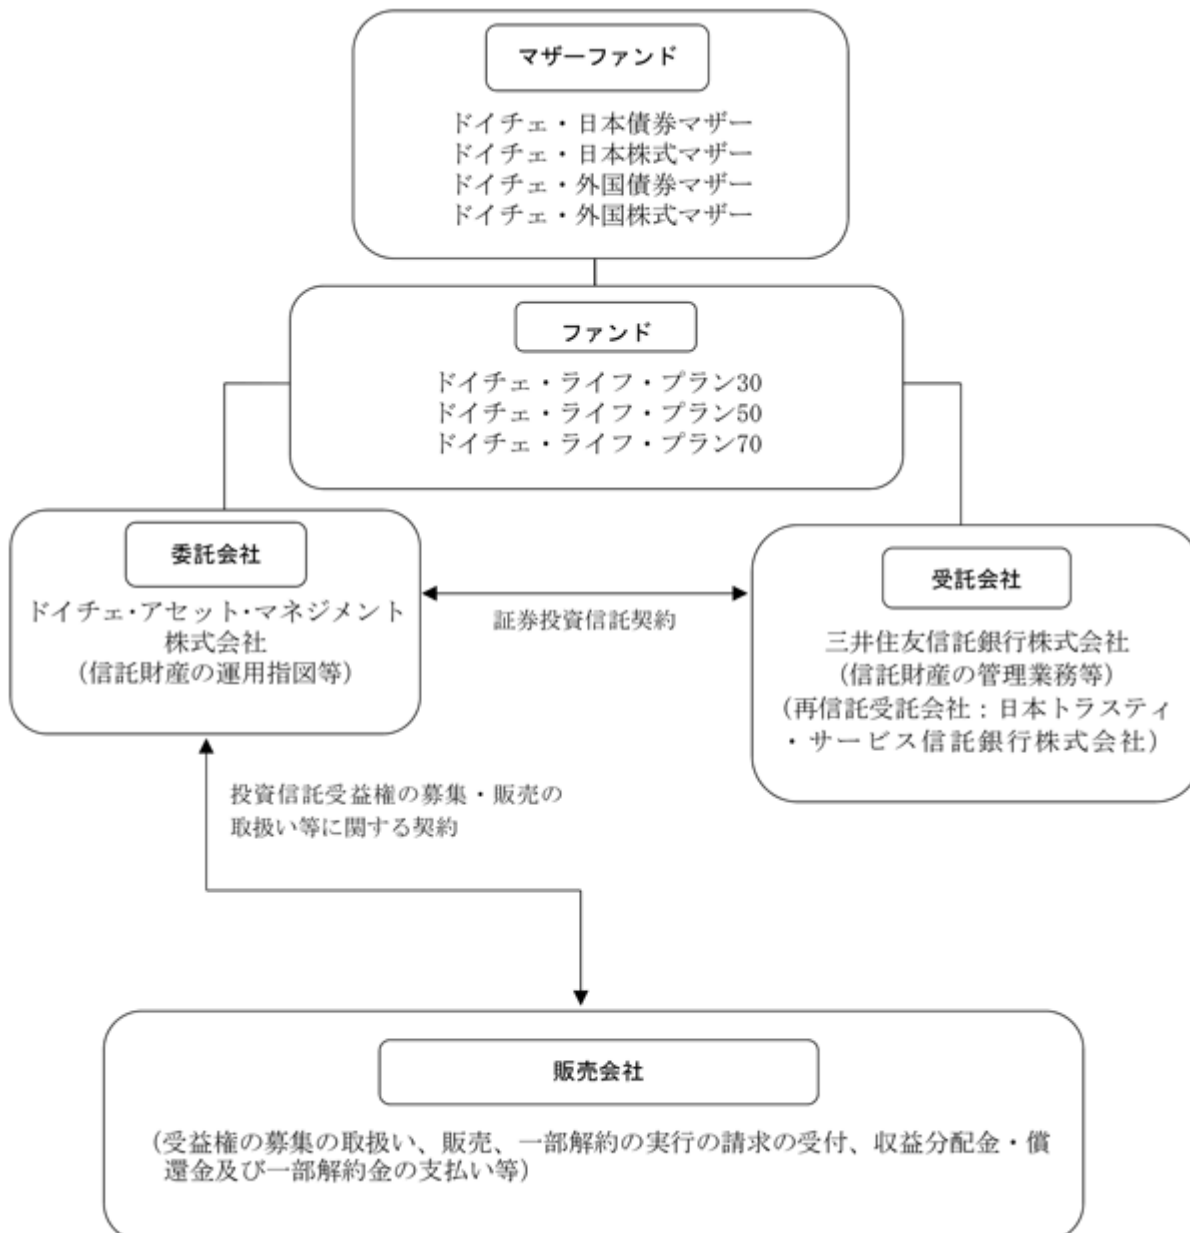 マザーファンド
ドイチェ・日本債券マザー
ドイチェ・日本株式マザー
ドイチェ・外国債券マザー
ドイチェ・外国株式マザー
ファンド
ドイチェ・ライフ・プラン30
ドイチェ・ライフ・プラン50
ドイチェ・ライフ・プラン70
委託会社
ドイチェ・アセット・マネジメント
株式会社
(信託財産の運用指図等)
証券投資信託契約
受託会社
三井住友信託銀行株式会社
(信託財産の管理業務等)
(再信託受託会社：日本トラスティ
・サービス信託銀行株式会社)
投資信託受益権の募集・販売の
取扱い等に関する契約
販売会社
(受益権の募集の取扱い、販売、一部解約の実行の請求の受付、収益分配金・償
還金及び一部解約金の支払い等)